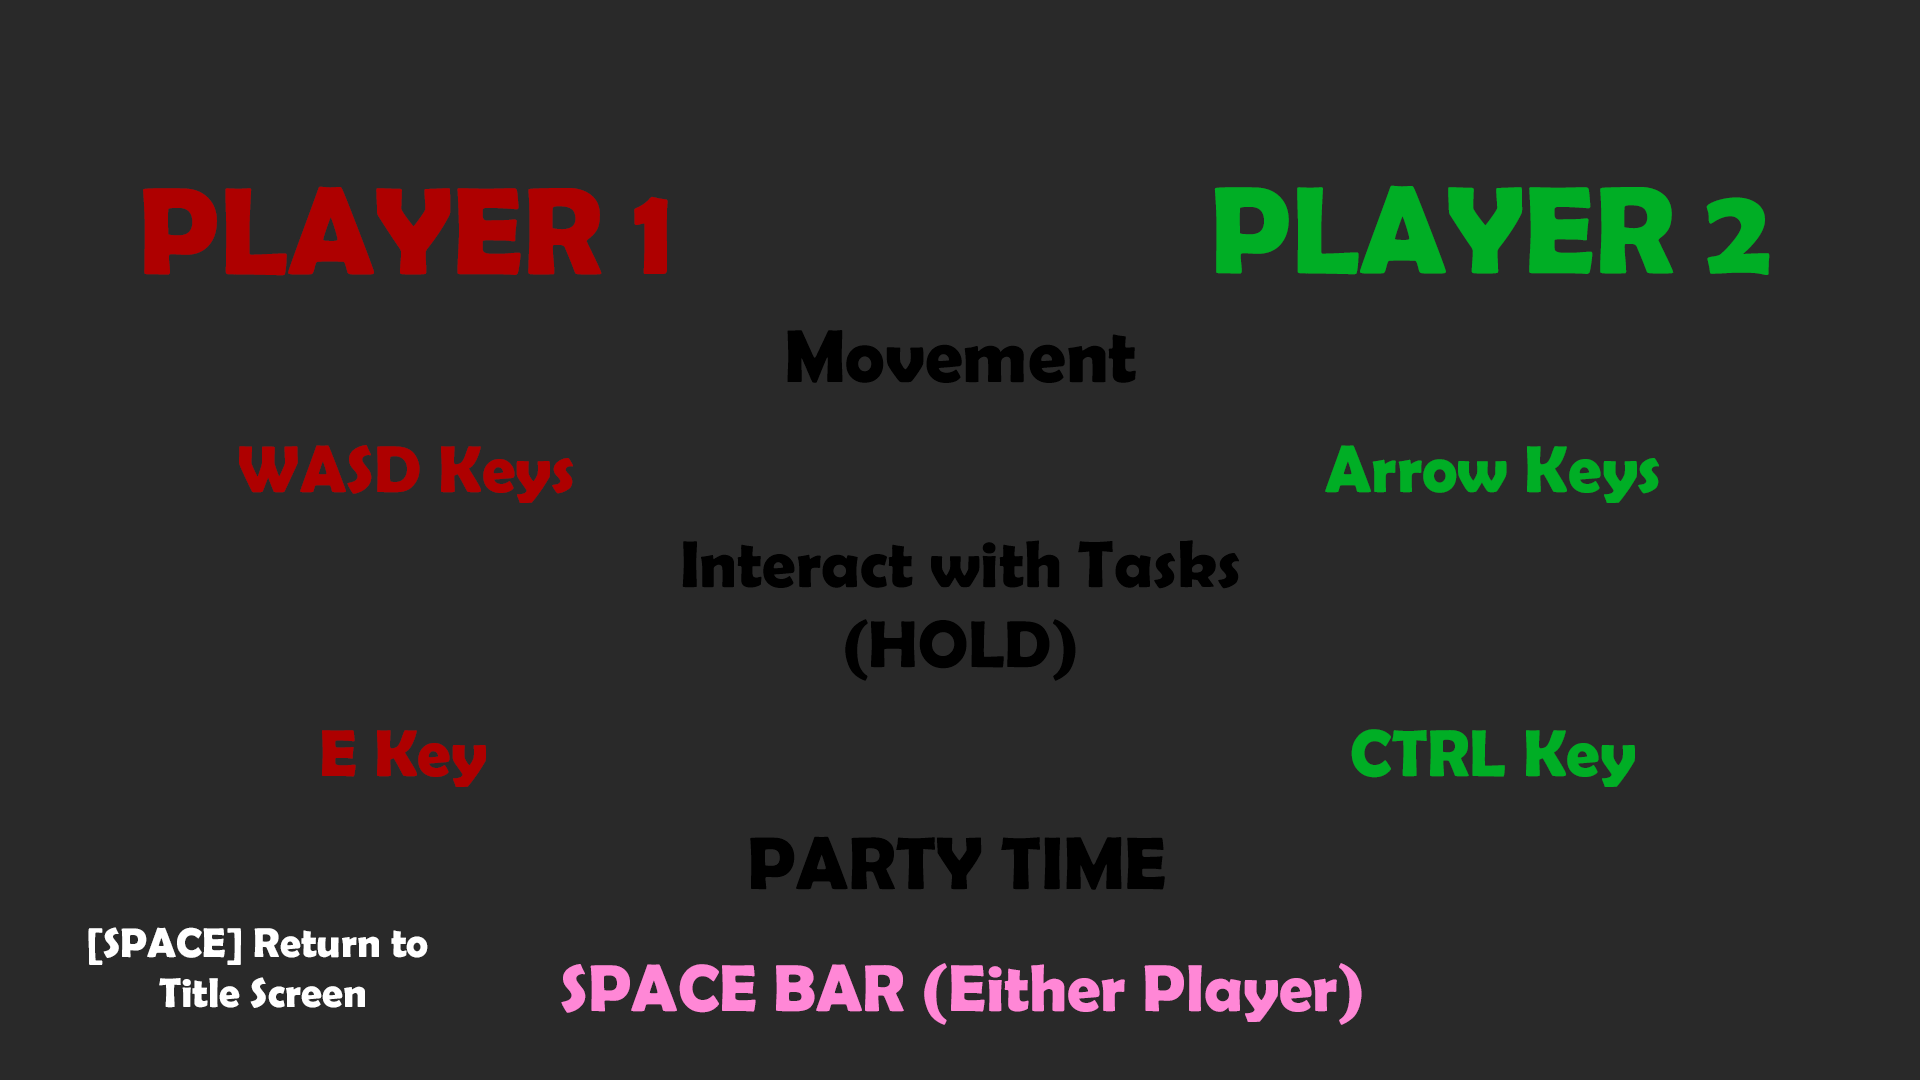 PLAYER 1
PLAYER 2
Movement
WASD Keys
Arrow Keys
Interact with Tasks
(HOLD)
E Key
CTRL Key
PARTY TIME
[SPACE] Return to
Title Screen
SPACE BAR (Either Player)